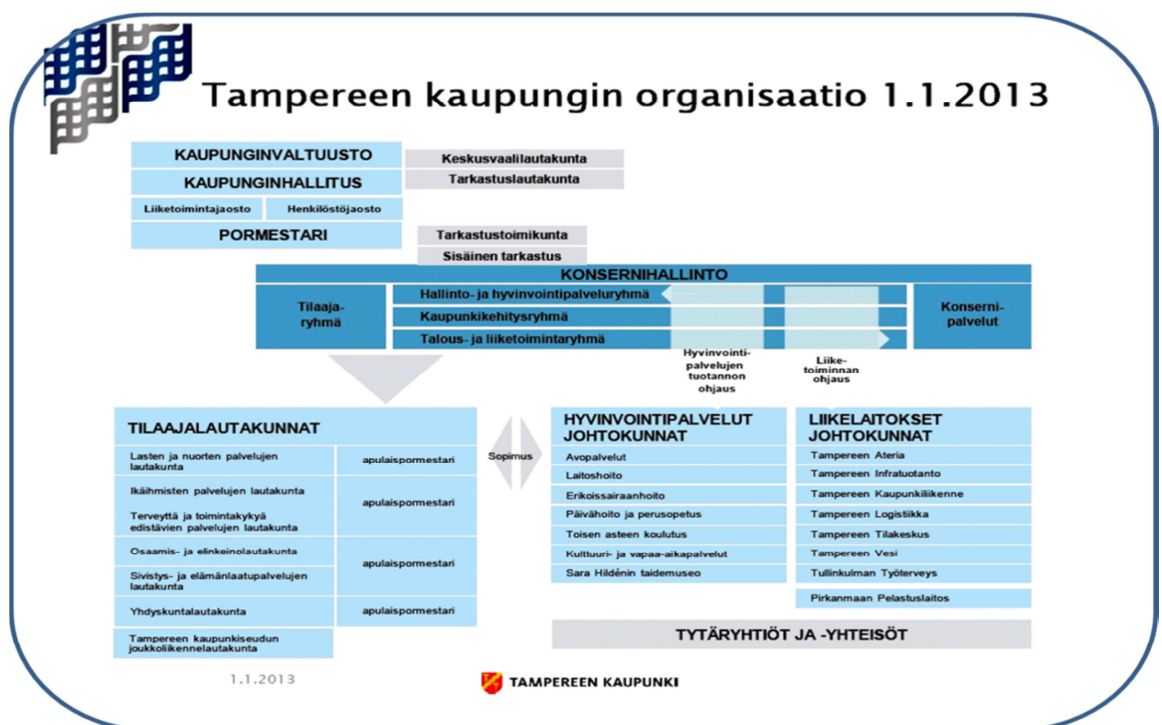 Tampereen kaupungin organisaatio 1.1.2013
KAUPUNGINVALTUUSTO
Keskusvaalilautakunta
KAUPUNGINHALLITUS
Tarkastuslautakunta
Liiketoimintajaosto
Henkilöstöjaosto
PORMESTARI
Tarkastustoimikunta
Sisäinen tarkastus
KONSERNIHALLINTO
Tilaaja-
ryhmä
Hallinto- ja hyvinvointipalveluryhmä
Kaupunkikehitysryhmä
Talous- ja liiketoimintaryhmä
Konserni-
palvelut
Hyvinvointi-
palvelujen
tuotannon
ohjaus
Liike-
toiminnan
ohjaus
TILAAJALAUTAKUNNAT
Lasten ja nuorten palvelujen
lautakunta
apulaispormestari
Ikäihmisten palvelujen lautakunta
Terveyttä ja toimintakykyä
edistävien palvelujen lautakunta
apulaispormestari
Osaamis- ja elinkeinolautakunta
Sivistys- ja elämänlaatupalvelujen
lautakunta
apulaispormestari
Yhdyskuntalautakunta
apulaispormestari
Tampereen kaupunkiseudun
joukkoliikennelautakunta
Sopimus
HYVINVOINTIPALVELUT
JOHTOKUNNAT
Avopalvelut
Laitoshoito
Erikoissairaanhoito
Päivähoito ja perusopetus
Toisen asteen koulutus
Kulttuuri- ja vapaa-aikapalvelut
Sara Hildénin taidemuseo
LIIKELAITOKSET
JOHTOKUNNAT
Tampereen Ateria
Tampereen Infratuotanto
Tampereen Kaupunkiliikenne
Tampereen Logistiikka
Tampereen Tilakeskus
Tampereen Vesi
Tullinkulman Työterveys
Pirkanmaan Pelastuslaitos
TYTÄRYHTIÖT JA -YHTEISÖT
1.1.2013
TAMPEREEN KAUPUNKI